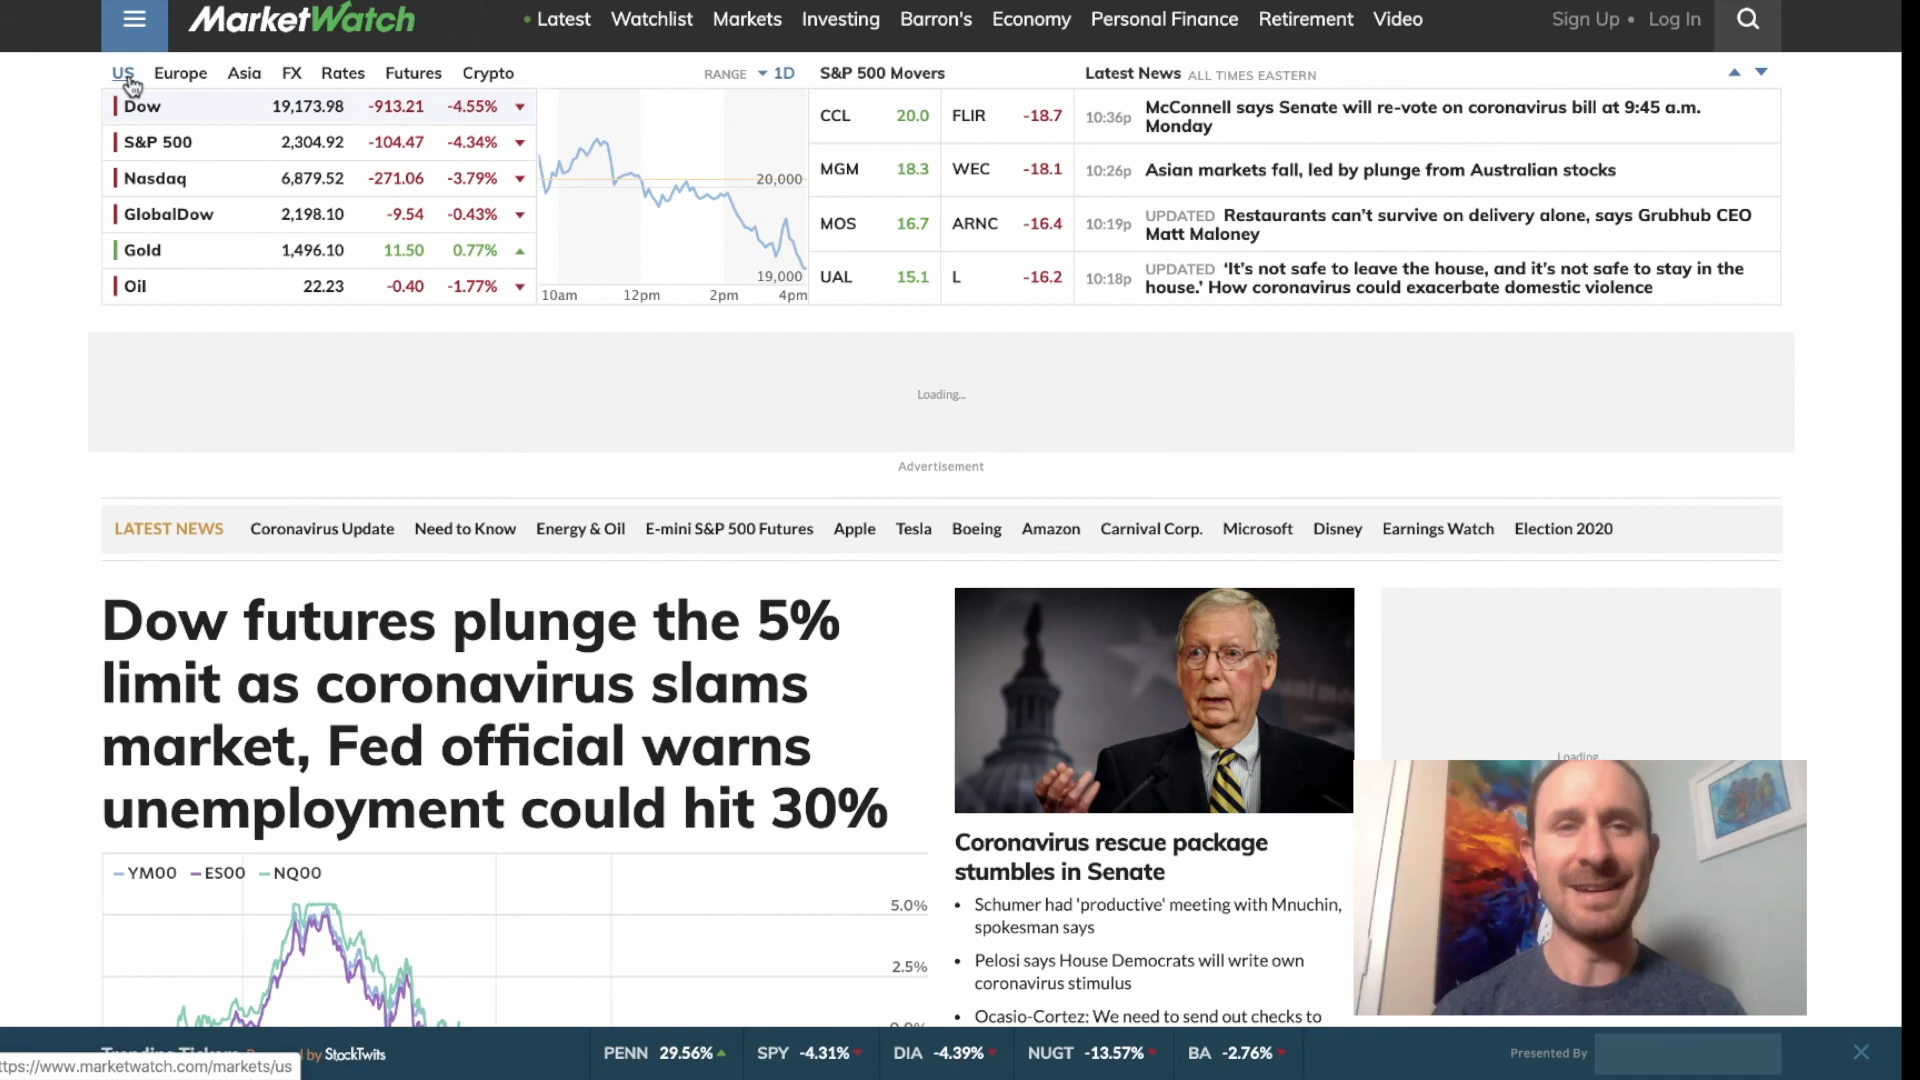 MarketWatch
Latest Watchlist Markets Investing Barron's Economy Personal Finance Retirement Video
Sign Up • Log In
US Europe Asia FX Rates Futures Crypto
RANGE 1D
Dow 19,173.98 -913.21 -4.55%
S&P 500 2,304.92 -104.47 -4.34%
Nasdaq 6,879.52 -271.06 -3.79%
GlobalDow 2,198.10 -9.54 -0.43%
Gold 1,496.10 11.50 0.77%
Oil 22.23 -0.40 -1.77%
20,000
19,000
10am 12pm 2pm 4pm
S&P 500 Movers
CCL 20.0 FLIR -18.7
MGM 18.3 WEC -18.1
MOS 16.7 ARNC -16.4
UAL 15.1 L -16.2
Latest News ALL TIMES EASTERN
10:36p McConnell says Senate will re-vote on coronavirus bill at 9:45 a.m.
Monday
10:26p Asian markets fall, led by plunge from Australian stocks
10:19p UPDATED Restaurants can't survive on delivery alone, says Grubhub CEO
Matt Maloney
10:18p UPDATED ‘It's not safe to leave the house, and it's not safe to stay in the
house.’ How coronavirus could exacerbate domestic violence
Loading...
Advertisement
LATEST NEWS Coronavirus Update Need to Know Energy & Oil E-mini S&P 500 Futures Apple Tesla Boeing Amazon Carnival Corp. Microsoft Disney Earnings Watch Election 2020
Dow futures plunge the 5%
limit as coronavirus slams
market, Fed official warns
unemployment could hit 30%
YM00 ES00 NQ00
5.0%
2.5%
0.0%
Coronavirus rescue package
stumbles in Senate
• Schumer had 'productive' meeting with Mnuchin,
spokesman says
• Pelosi says House Democrats will write own
coronavirus stimulus
• Ocasio-Cortez: We need to send out checks to
Loading
Trending Tickers by StockTwits
PENN 29.56% SPY -4.31% DIA -4.39% NUGT -13.57% BA -2.76%
Presented By
ttps://www.marketwatch.com/markets/us